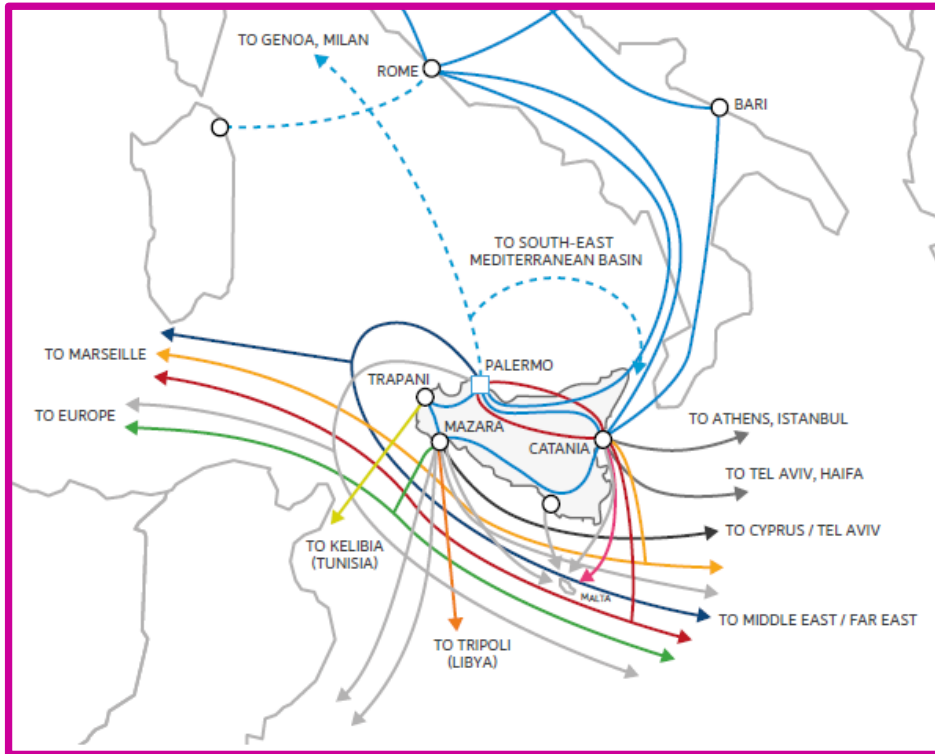 TO GENOA, MILAN
ROME
BARI
TO SOUTH-EAST
MEDITERRANEAN BASIN
TO MARSEILLE
PALERMO
TRAPANI
TO EUROPE
MAZARA
CATANIA
TO ATHENS, ISTANBUL
TO TEL AVIV, HAIFA
TO CYPRUS / TEL AVIV
TO KELIBIA
(TUNISIA)
MALTA
TO MIDDLE EAST / FAR EAST
TO TRIPOLI
(LIBYA)